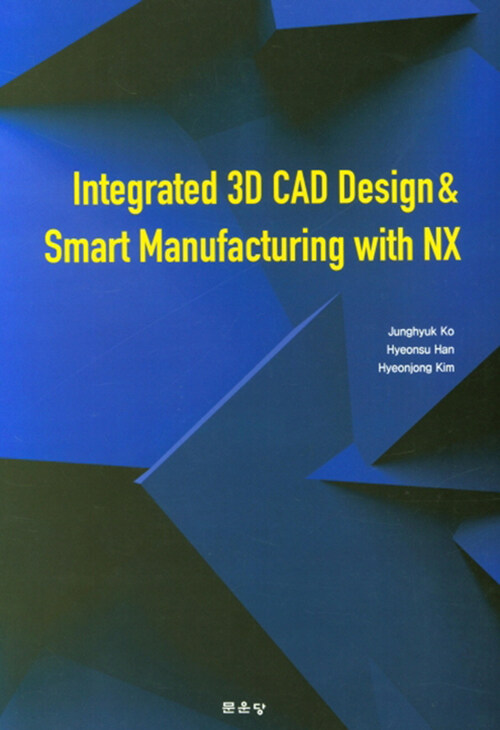 Integrated 3D CAD Design &
Smart Manufacturing with NX
Junghyuk Ko
Hyeonsu Han
Hyeonjong Kim
문운당